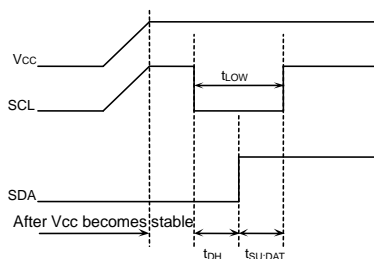 VCC
tLOW
SCL
SDA
After Vcc becomes stable
tDH
tSU:DAT